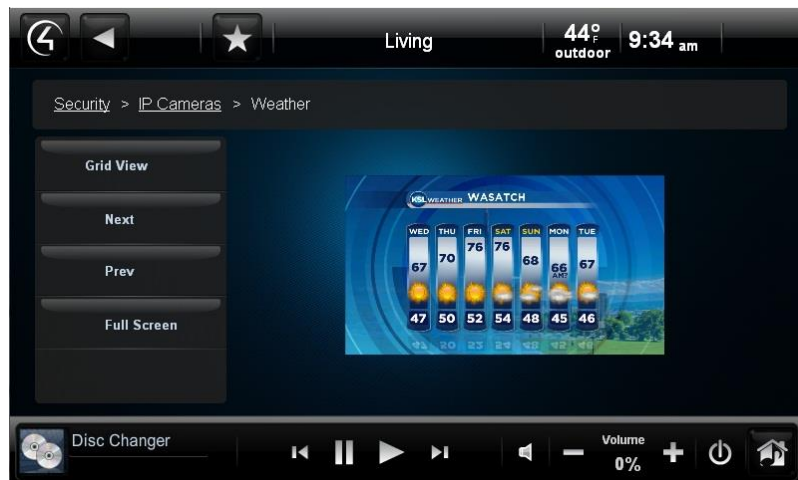 Living
44°F
outdoor
9:34 am
Security > IP Cameras > Weather
Grid View
Next
Prev
Full Screen
KSL WEATHER WASATCH
WED THU FRI SAT SUN MON TUE
67 70 76 76 68 66 67
AM?
47 50 52 54 48 45 46
Disc Changer
Volume
0%